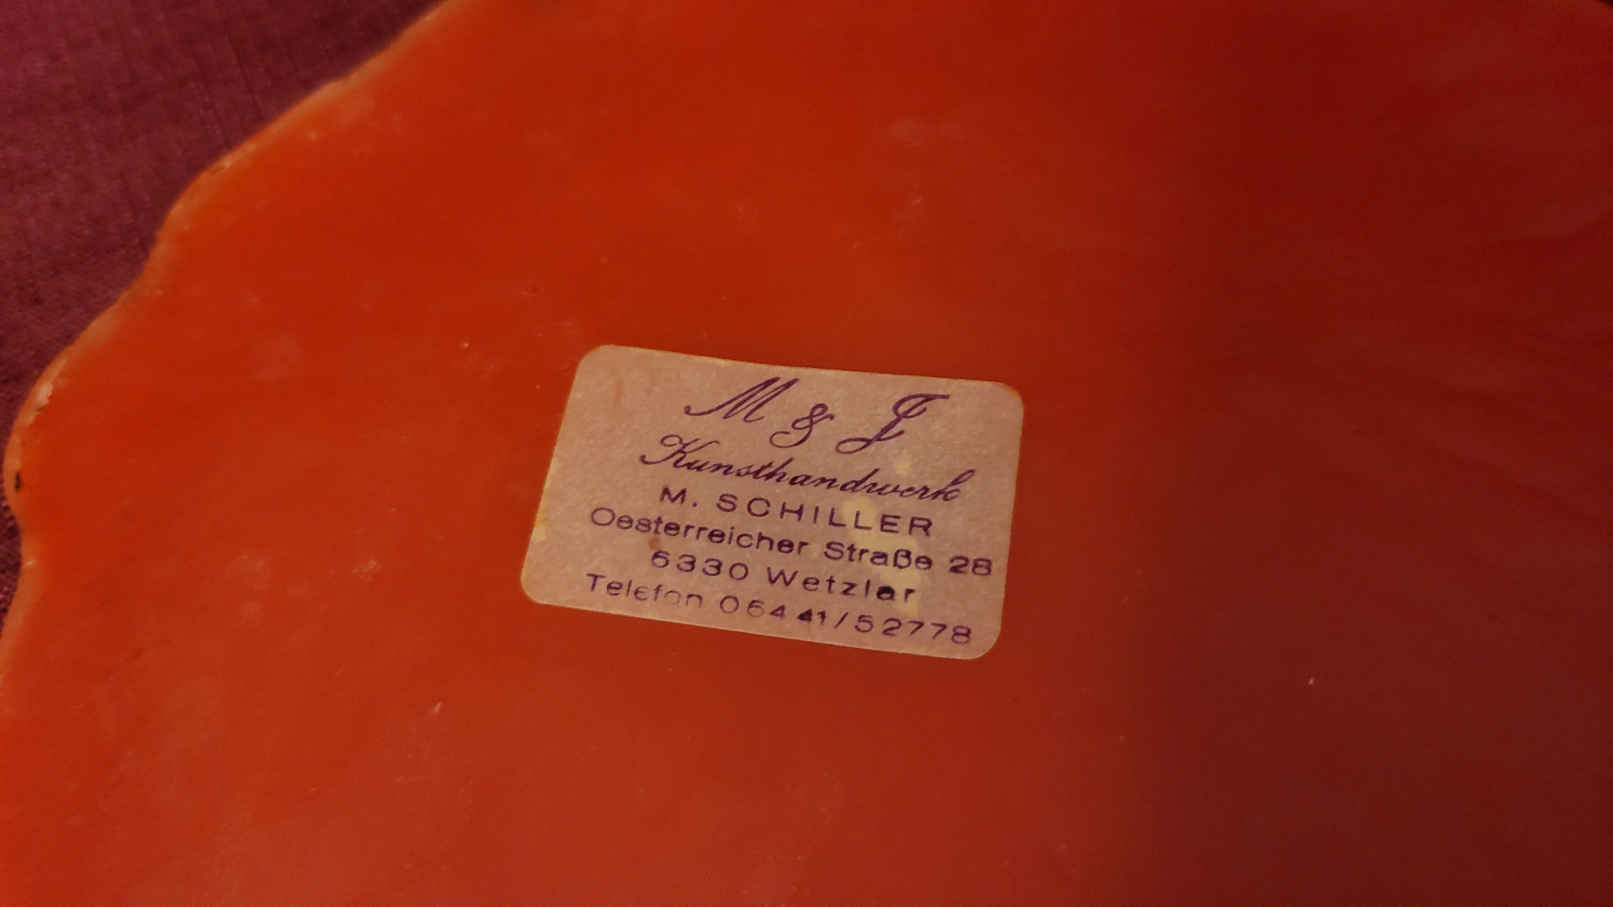 M & J
Kunsthandwerk
M. SCHILLER
Oesterreicher Straße 28
6330 Wetzlar
Telefon 06441/52778